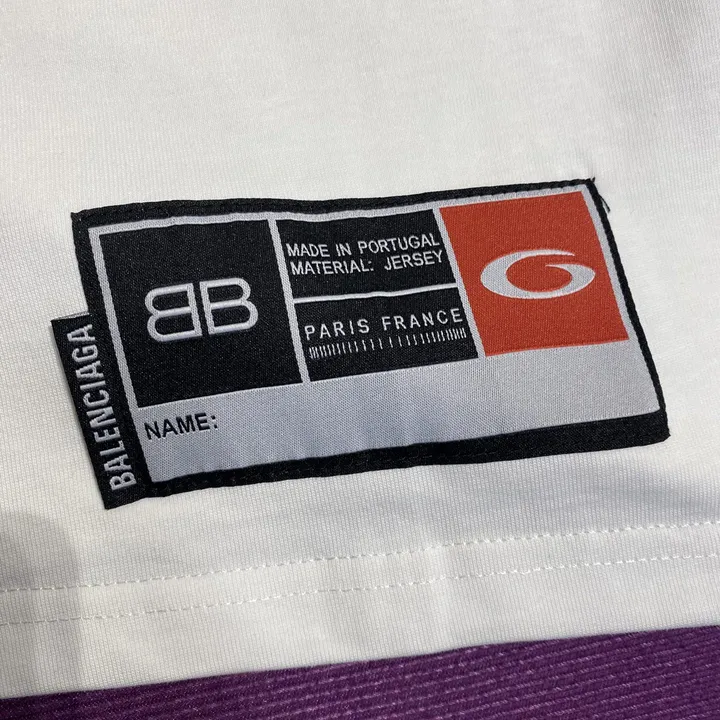 BB
MADE IN PORTUGAL
MATERIAL: JERSEY
PARIS FRANCE
G
NAME:
BALENCIAGA